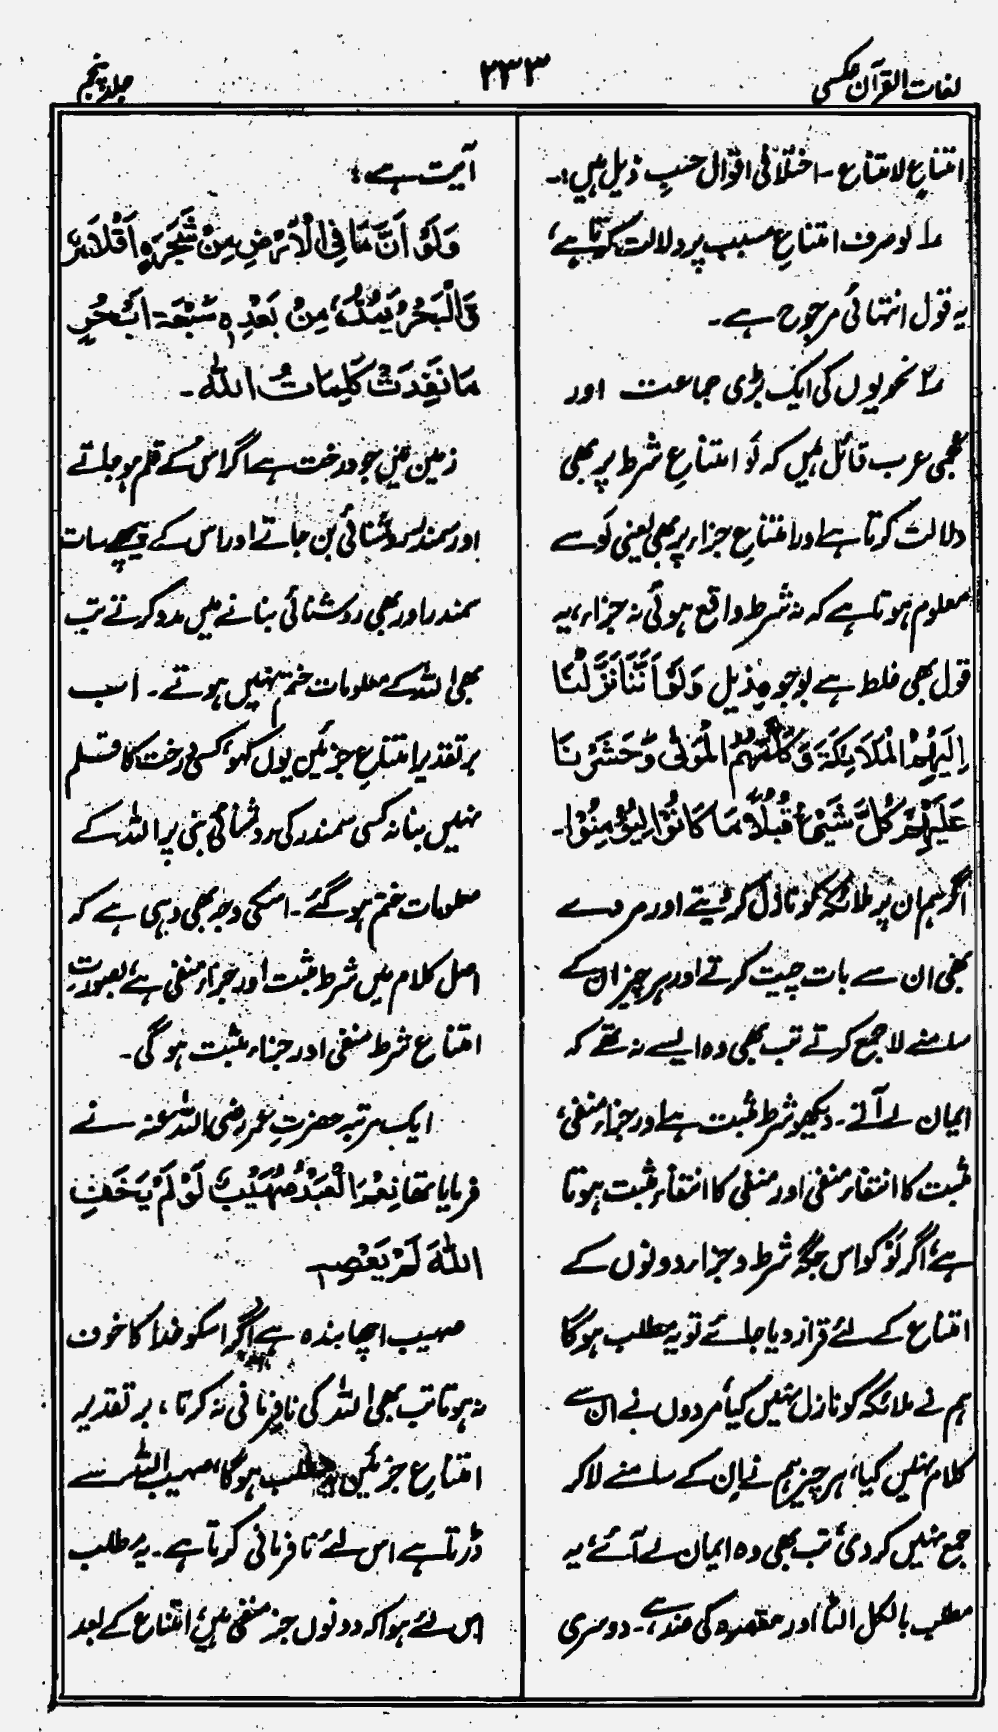 لغات القرآن عکسی
۲۳۳
جلد پنجم
امتناعِ لامتناع ۔ اختلافی اقوال حسبِ ذیل ہیں:۔
۱؎ لو صرف امتناعِ مسبب پر دلالت کرتا ہے،
یہ قول انتہائی مرجوح ہے۔
۲؎ نحویوں کی ایک بڑی جماعت اور
عجمی عرب قائل ہیں کہ لَو امتناعِ شرط پر بھی
دلالت کرتا ہے اور امتناعِ جزاء پر بھی یعنی لَو سے
معلوم ہوتا ہے کہ نہ شرط واقع ہوئی نہ جزاء، یہ
قول بھی غلط ہے بوجوہِ ذیل وَلَوْ اَنَّنَا نَزَّلْنَا
اِلَیْہِمُ الْمَلَائِکَۃَ وَکَلَّمَہُمُ الْمَوْتٰی وَحَشَرْنَا
عَلَیْہِمْ کُلَّ شَیْءٍ قُبُلًا مَّا کَانُوْا لِیُؤْمِنُوْا۔
اگر ہم ان پر ملائکہ کو نازل کر دیتے اور مردے
بھی ان سے بات چیت کرتے اور ہر چیز ان کے
سامنے لا جمع کرتے تب بھی وہ ایسے نہ تھے کہ
ایمان لے آتے۔ دیکھو شرط مثبت ہے اور جزاء منفی،
مثبت کا انتفاء منفی اور منفی کا انتفاء مثبت ہوتا
ہے، اگر لَوْ کو اس جگہ شرط و جزاء دونوں کے
امتناع کے لئے قرار دیا جائے تو یہ مطلب ہوگا
ہم نے ملائکہ کو نازل نہیں کیا، مردوں نے ان سے
کلام نہیں کیا، ہر چیز ہم نے اِن کے سامنے لا کر
جمع نہیں کر دی، تب بھی وہ ایمان لے آئے، یہ
مطلب بالکل الٹا اور مقصدہ کی ضد ہے،۔ دوسری
آیت ہے:
وَلَوْ اَنَّ مَا فِی الْاَرْضِ مِنْ شَجَرَۃٍ اَقْلَامٌ
وَّالْبَحْرُ یَمُدُّہٗ مِنْ بَعْدِہٖ سَبْعَۃُ اَبْحُرٍ
مَا نَفِدَتْ کَلِمَاتُ اللّٰہِ۔
زمین میں جو درخت ہے اگر اس کے قلم ہو جاتے
اور سمندر روشنائی بن جاتے اور اس کے پیچھے سات
سمندر اور بھی روشنائی بنانے میں مدد کرتے تب
بھی اللہ کے معلومات ختم نہیں ہوتے۔ اب
بر تقدیر امتناعِ جزئین یوں کہو، کسی درخت کا قلم
نہیں بنا نہ کسی سمندر کی روشنائی بنی پر اللہ کے
معلومات ختم ہو گئے۔ اسکی وجہ بھی وہی ہے کہ
اصل کلام میں شرط مثبت اور جزاء منفی ہے، بصورتِ
امتناع شرط منفی اور جزاء مثبت ہو گی۔
ایک مرتبہ حضرتِ عمر رضی اللہ عنہ نے
فرمایا تھا نِعْمَ الْعَبْدُ صُہَیْبٌ لَوْ لَمْ یَخَفِ
اللّٰہَ لَمْ یَعْصِہٖ
صہیب اچھا بندہ ہے اگر اسکو خدا کا خوف
نہ ہوتا تب بھی اللہ کی نافرمانی نہ کرتا، بر تقدیر
امتناعِ جزئین مطلب ہوگا، صہیب اللہ سے
ڈرتا ہے اس لئے نافرمانی کرتا ہے۔ یہ مطلب
اس لئے ہوا کہ دونوں جزء منفی ہیں، امتناع کے بعد